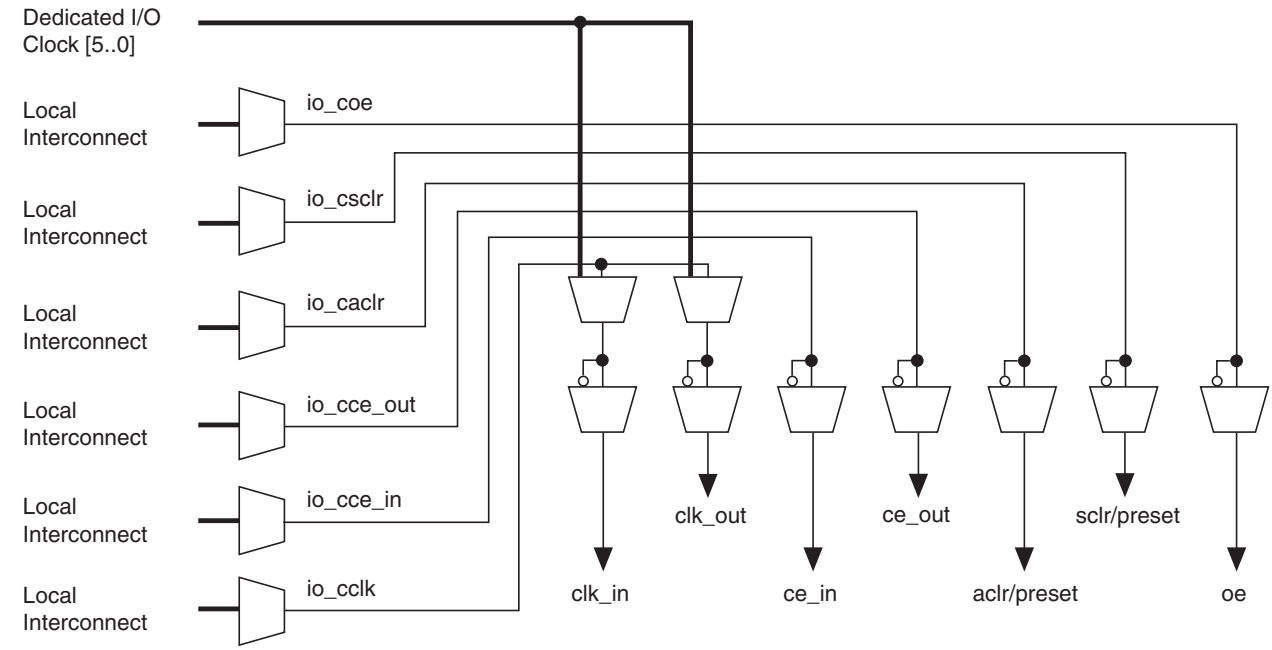 Dedicated I/O
Clock [5..0]
Local
Interconnect
io_coe
Local
Interconnect
io_csclr
Local
Interconnect
io_caclr
Local
Interconnect
io_cce_out
Local
Interconnect
io_cce_in
Local
Interconnect
io_cclk
clk_out
ce_out
sclr/preset
clk_in
ce_in
aclr/preset
oe